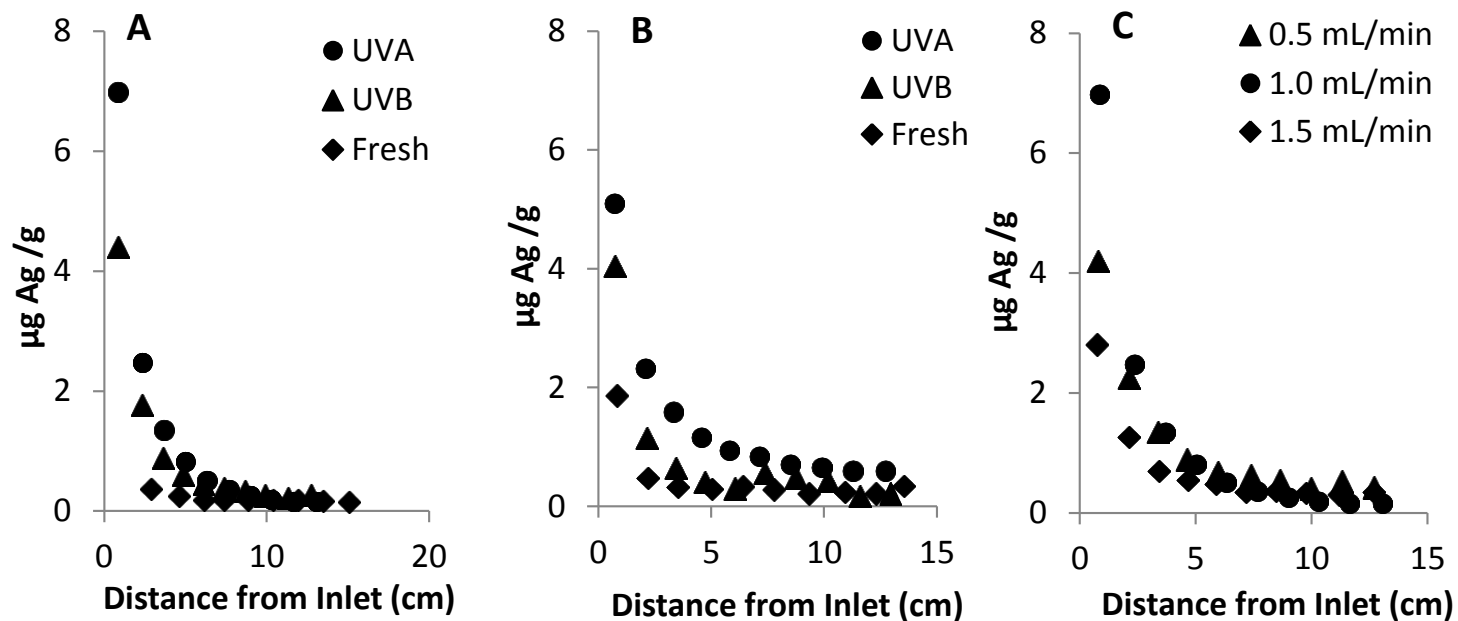 A
8
6
4
2
0
0 10 20
µg Ag /g
Distance from Inlet (cm)
UVA
UVB
Fresh
B
8
6
4
2
0
0 5 10 15
µg Ag /g
Distance from Inlet (cm)
UVA
UVB
Fresh
C
8
6
4
2
0
0 5 10 15
µg Ag /g
Distance from Inlet (cm)
0.5 mL/min
1.0 mL/min
1.5 mL/min